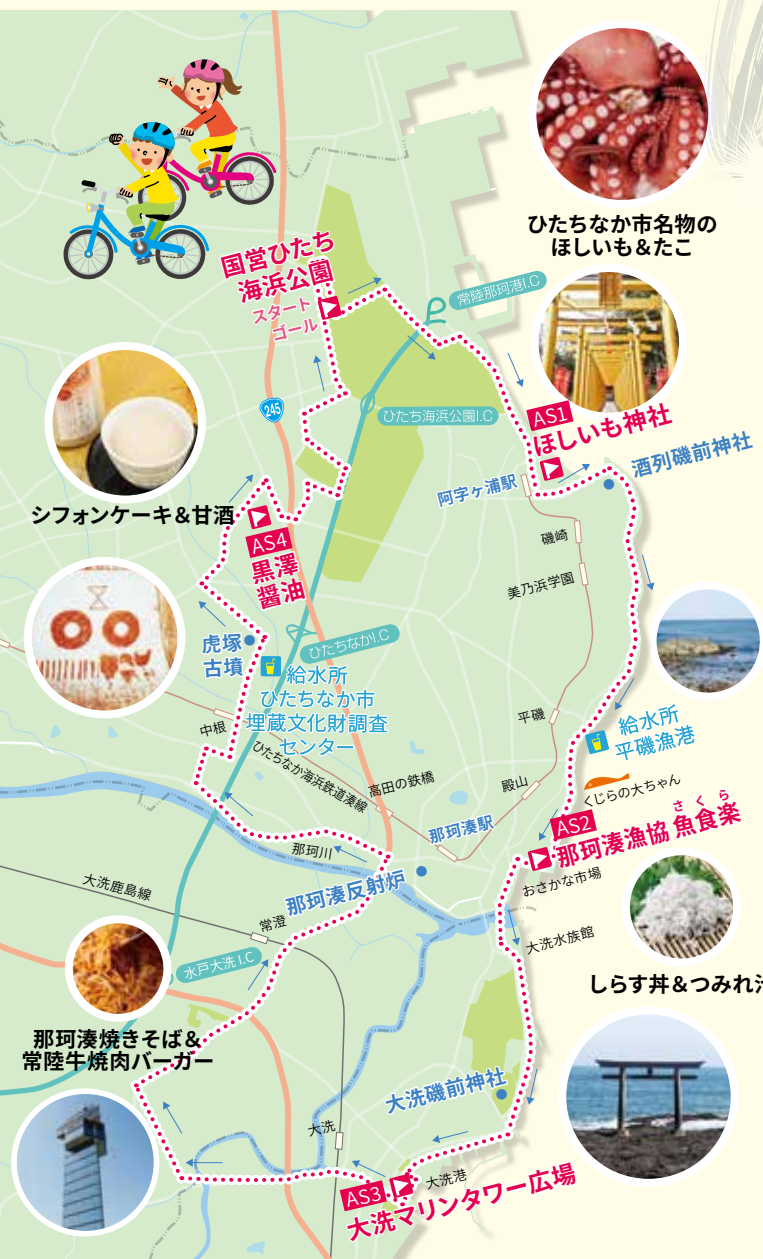 ひたちなか市名物の
ほしいも&たこ
国営ひたち
海浜公園
スタート
ゴール
常陸那珂港I.C
245
ひたち海浜公園I.C
AS1
ほしいも神社
酒列磯前神社
阿字ヶ浦駅
磯崎
美乃浜学園
シフォンケーキ&甘酒
AS4
黒澤
醤油
虎塚
古墳
ひたちなかI.C
給水所
ひたちなか市
埋蔵文化財調査
センター
中根
ひたちなか海浜鉄道湊線
高田の鉄橋
平磯
給水所
平磯漁港
殿山
くじらの大ちゃん
那珂湊駅
AS2
さくら
那珂湊漁協 魚食楽
おさかな市場
那珂川
那珂湊反射炉
大洗鹿島線
常澄
大洗水族館
水戸大洗I.C
しらす丼&つみれ汁
那珂湊焼きそば&
常陸牛焼肉バーガー
大洗磯前神社
大洗
大洗港
AS3
大洗マリンタワー広場